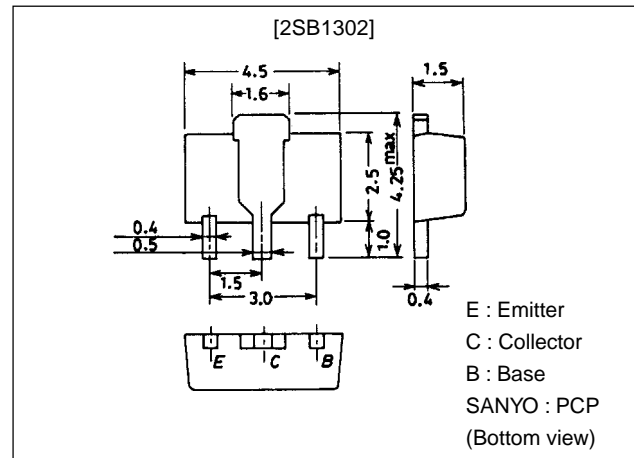 [2SB1302]
4.5
1.6
1.5
2.5
4.25max
1.0
0.4
0.5
1.5
3.0
0.4
E C B
E : Emitter
C : Collector
B : Base
SANYO : PCP
(Bottom view)